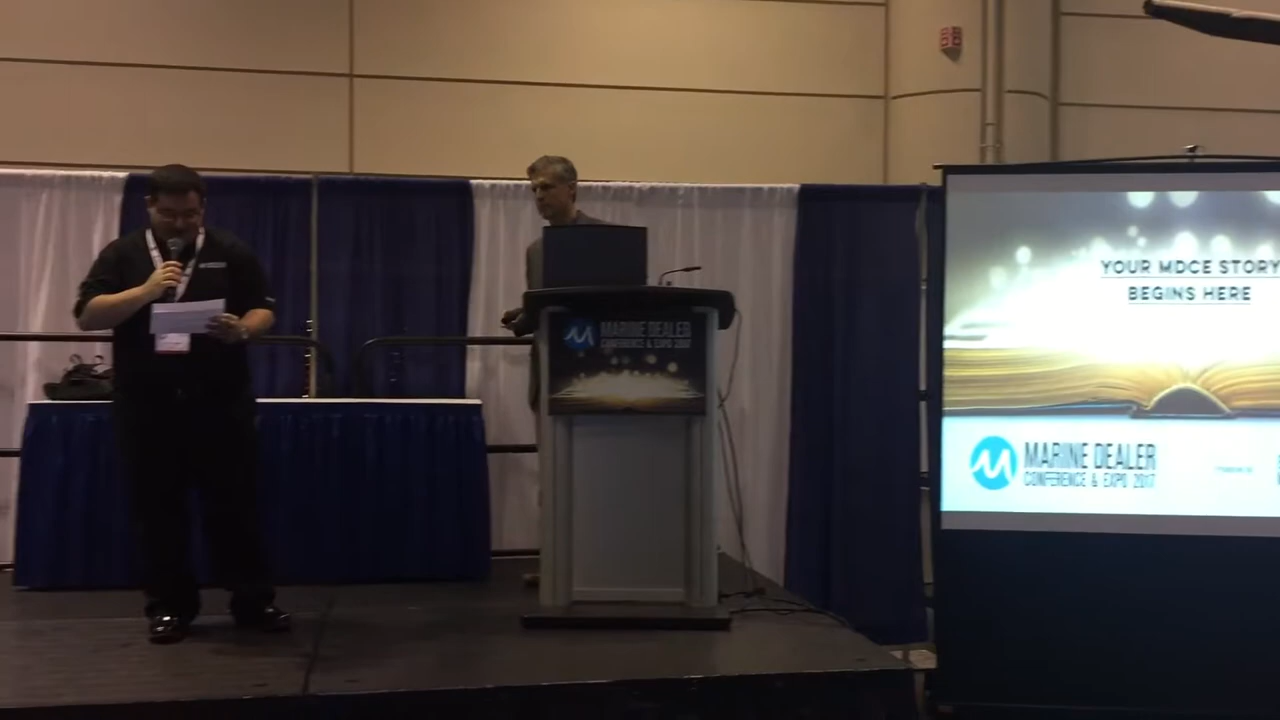 MARINE DEALER
CONFERENCE & EXPO 2017
YOUR MDCE STORY
BEGINS HERE
MARINE DEALER
CONFERENCE & EXPO 2017